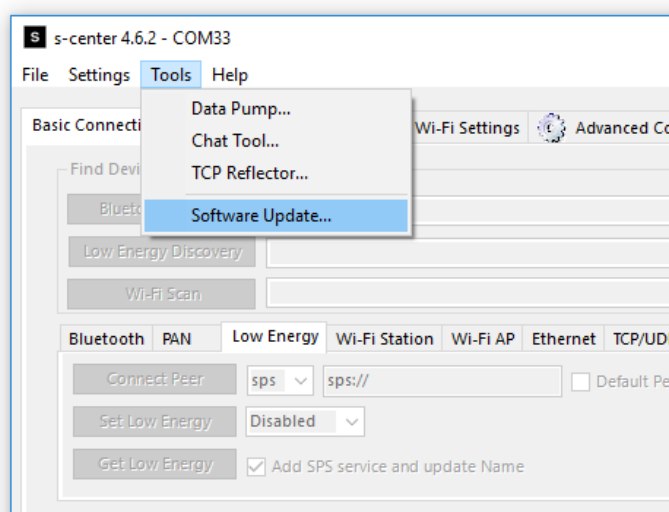 S s-center 4.6.2 - COM33
File Settings Tools Help
Data Pump...
Chat Tool...
TCP Reflector...
Software Update...
Basic Connecti Wi-Fi Settings Advanced Co
Find Devi
Blueto
Low Energy Discovery
Wi-Fi Scan
Bluetooth PAN Low Energy Wi-Fi Station Wi-Fi AP Ethernet TCP/UD
Connect Peer sps sps:// Default Pe
Set Low Energy Disabled
Get Low Energy Add SPS service and update Name